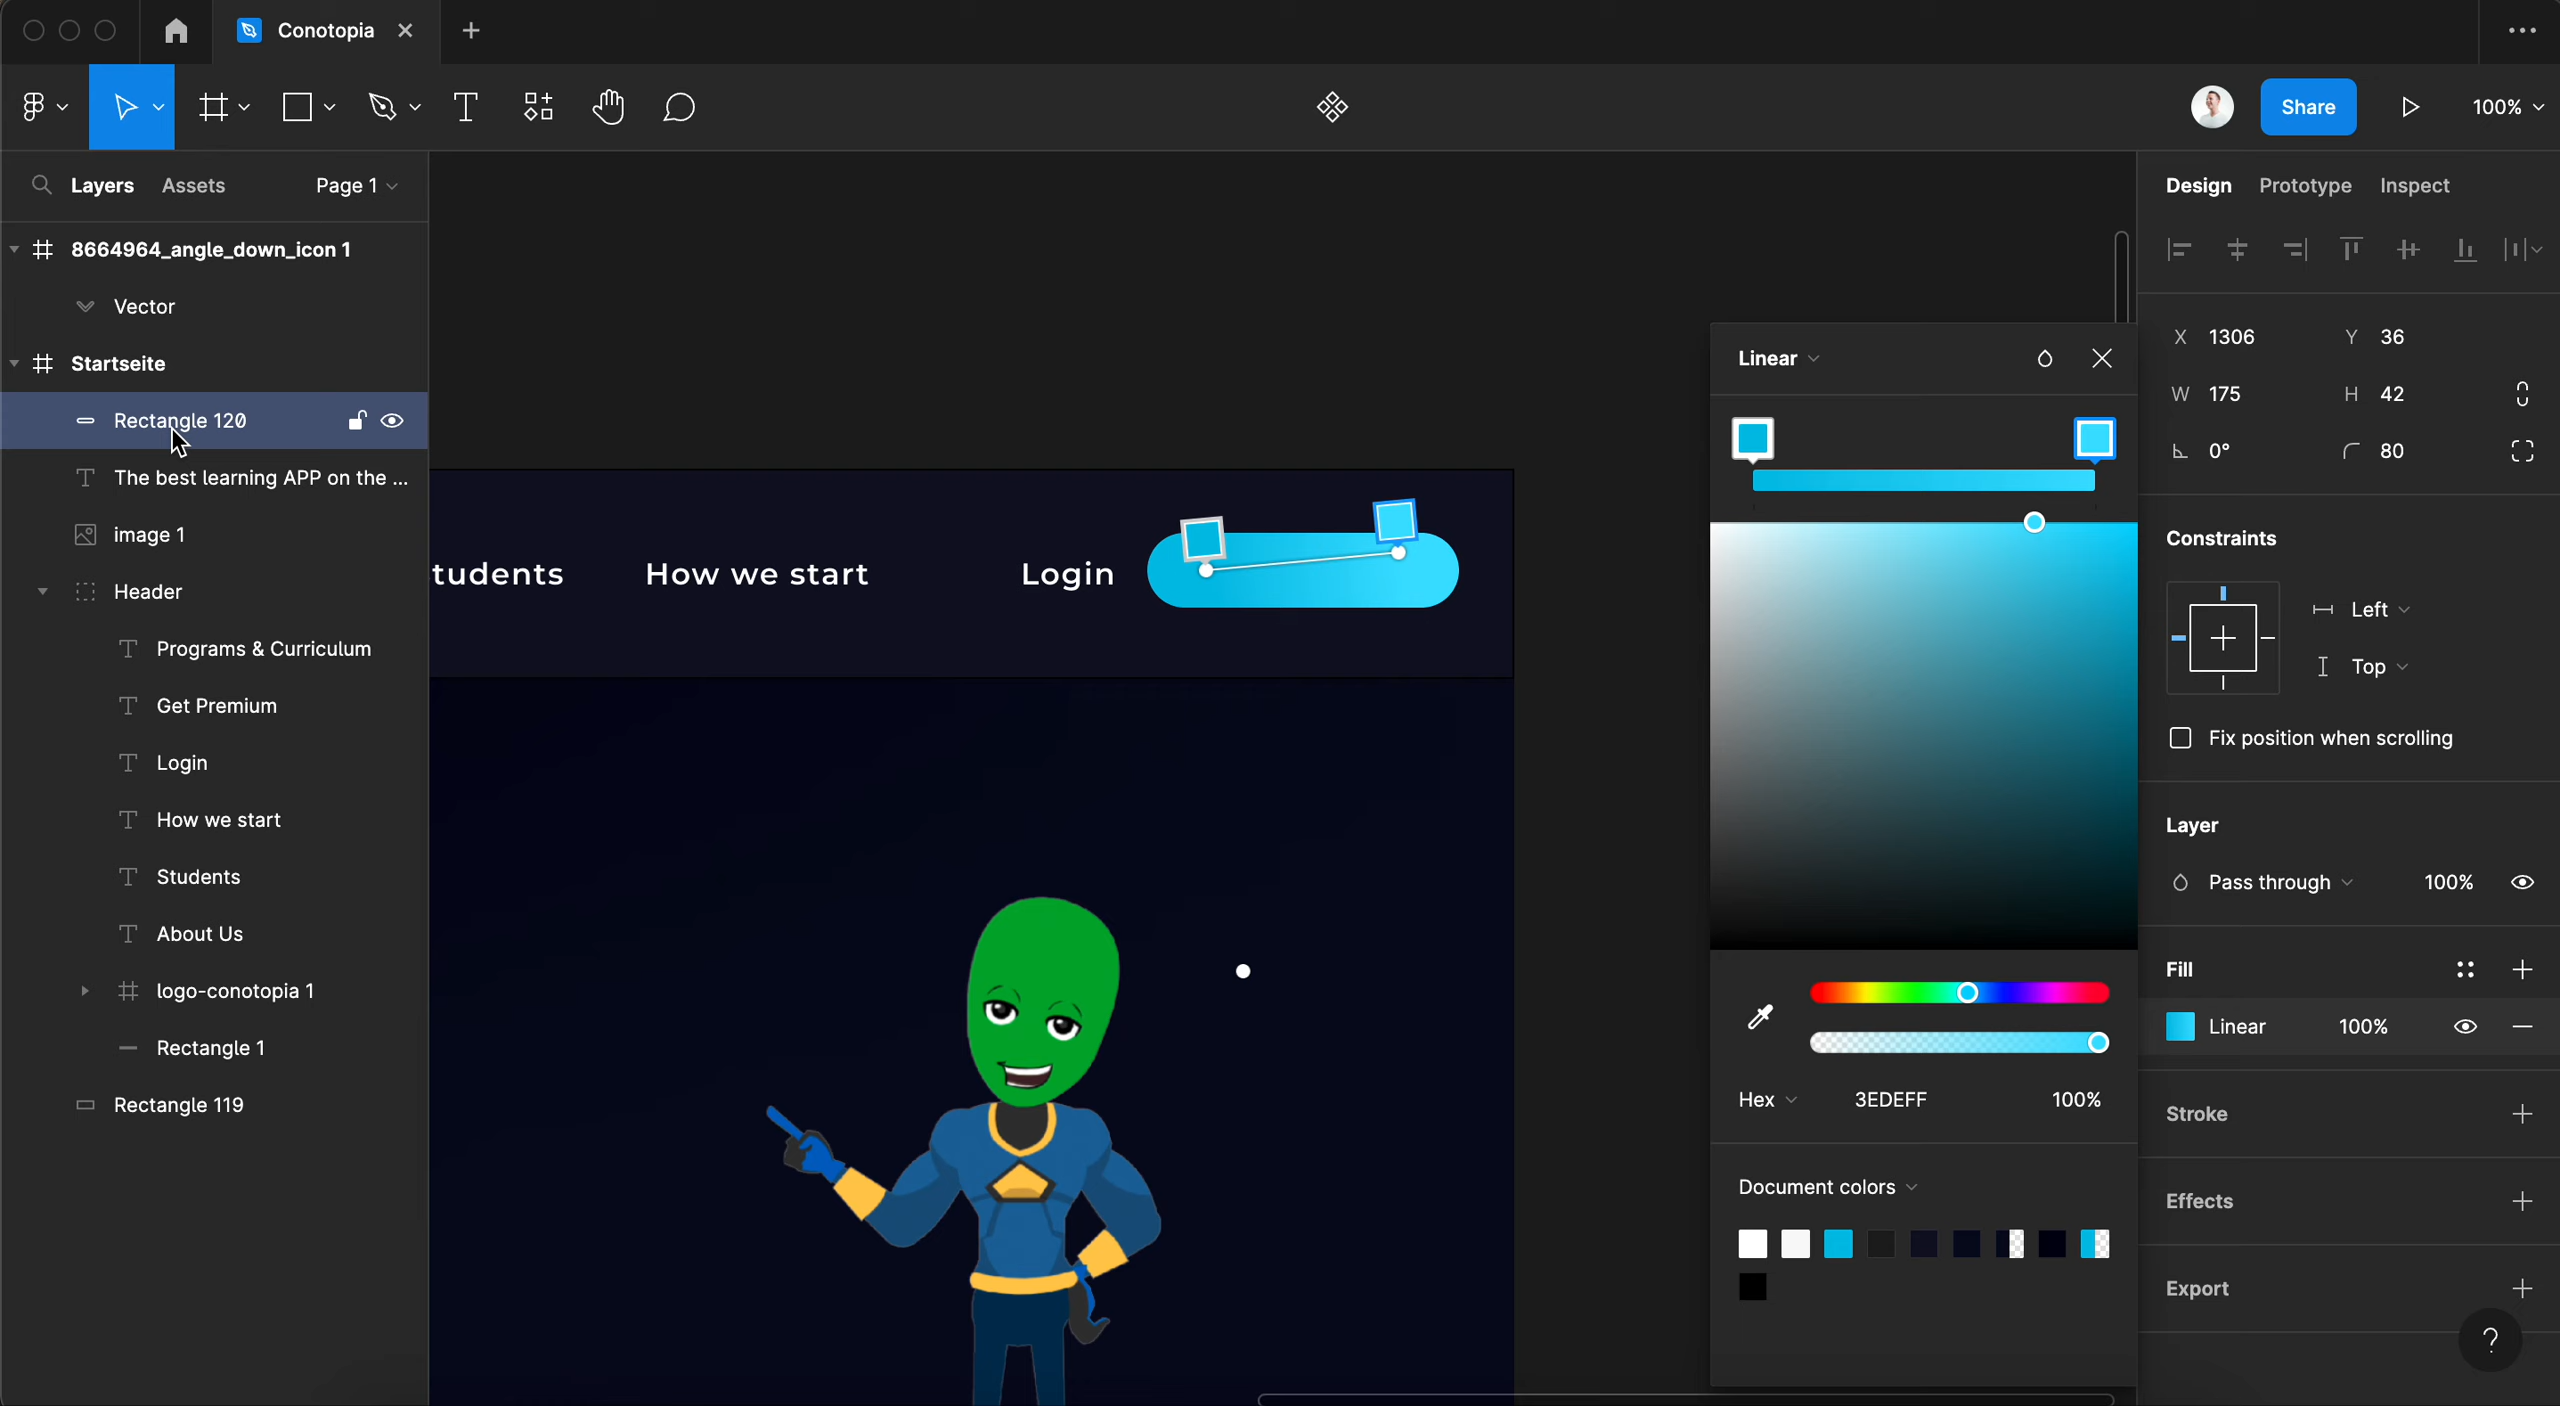 Conotopia
Share
100%
Layers
Assets
Page 1
8664964_angle_down_icon 1
Vector
Startseite
Rectangle 120
The best learning APP on the ...
image 1
Header
Programs & Curriculum
Get Premium
Login
How we start
Students
About Us
logo-conotopia 1
Rectangle 1
Rectangle 119
tudents
How we start
Login
Linear
Hex
3EDEFF
100%
Document colors
Design
Prototype
Inspect
X 1306
Y 36
W 175
H 42
0°
80
Constraints
Left
Top
Fix position when scrolling
Layer
Pass through
100%
Fill
Linear
100%
Stroke
Effects
Export
?